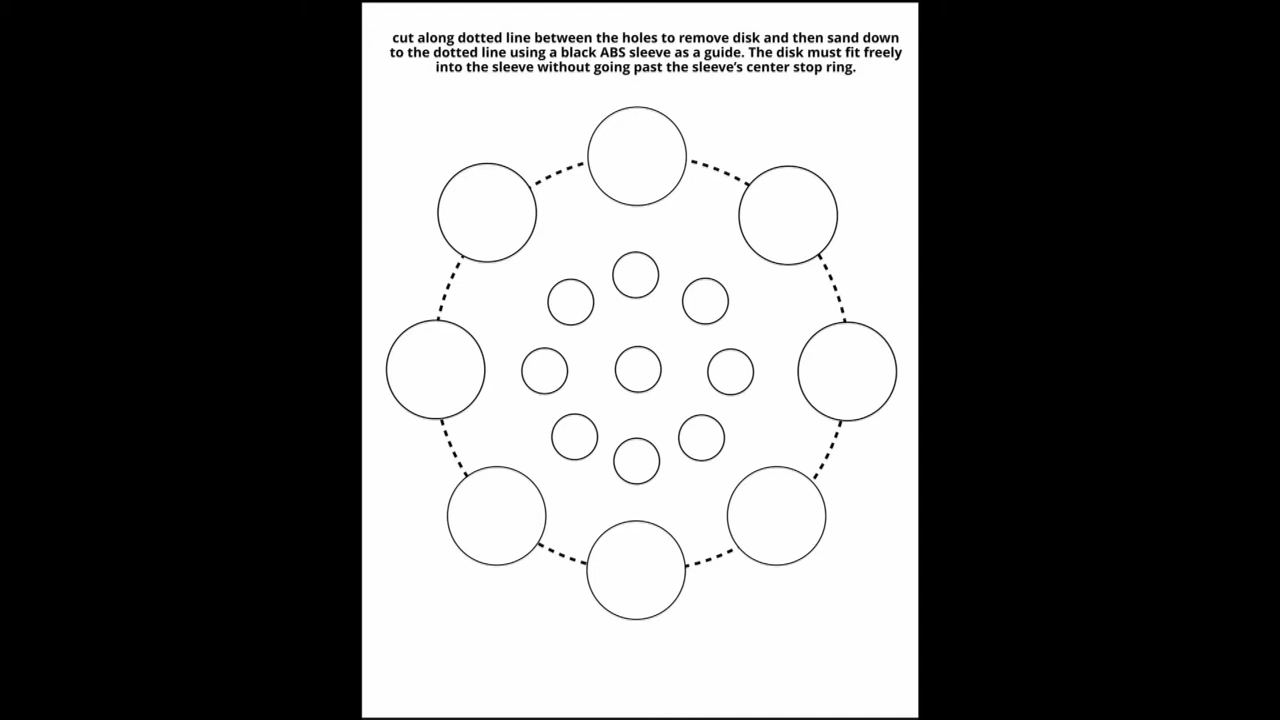 cut along dotted line between the holes to remove disk and then sand down
to the dotted line using a black ABS sleeve as a guide. The disk must fit freely
into the sleeve without going past the sleeve's center stop ring.